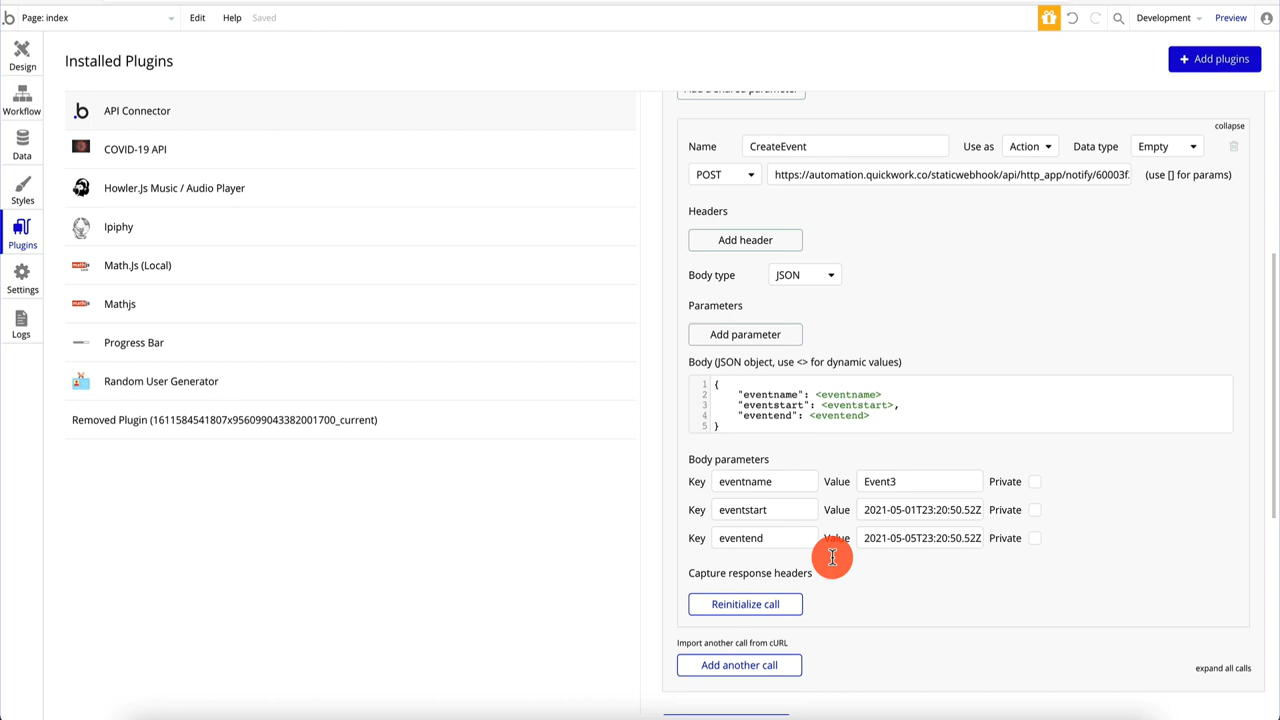 Page: index Edit Help Saved Development Preview
Installed Plugins
Add plugins
Design
Workflow
Data
Styles
Plugins
Settings
Logs
API Connector
COVID-19 API
Howler.Js Music / Audio Player
Ipiphy
Math.Js (Local)
Mathjs
Progress Bar
Random User Generator
Removed Plugin (1611584541807x956099043382001700_current)
Add a shared parameter
collapse
Name CreateEvent Use as Action Data type Empty
POST https://automation.quickwork.co/staticwebhook/api/http_app/notify/60003f. (use [] for params)
Headers
Add header
Body type JSON
Parameters
Add parameter
Body (JSON object, use <> for dynamic values)
1 {
2 "eventname": <eventname>
3 "eventstart": <eventstart>,
4 "eventend": <eventend>
5 }
Body parameters
Key eventname Value Event3 Private
Key eventstart Value 2021-05-01T23:20:50.52Z Private
Key eventend Value 2021-05-05T23:20:50.52Z Private
Capture response headers
Reinitialize call
Import another call from cURL
Add another call
expand all calls